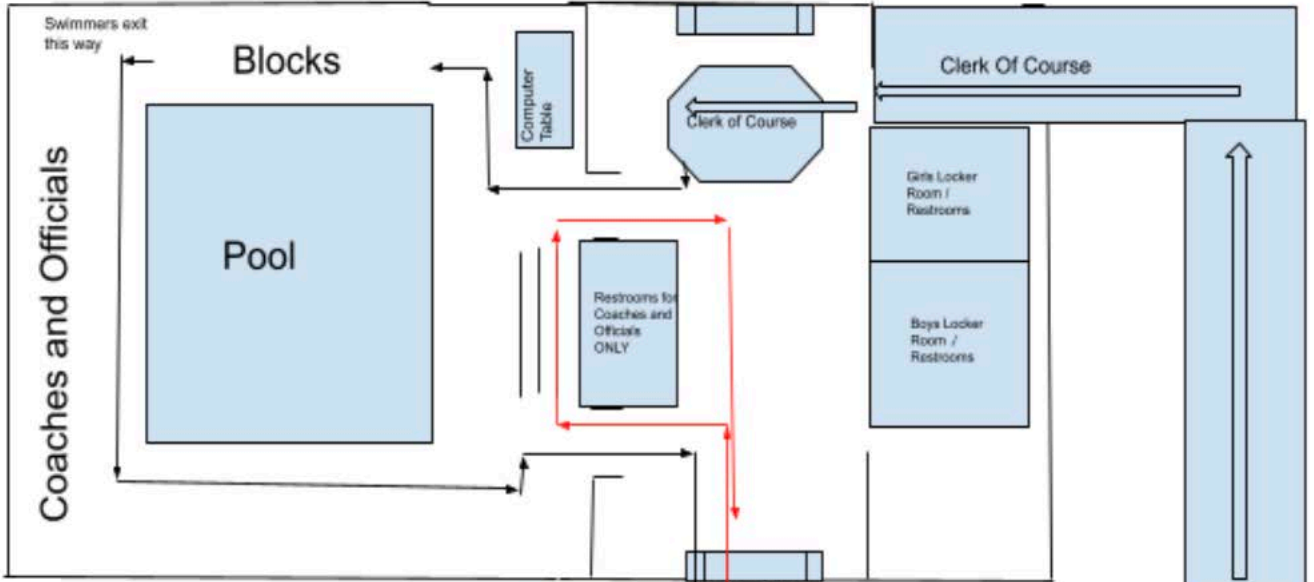 Swimmers exit
this way
Blocks
Computer
Table
Clerk Of Course
Clerk of Course
Coaches and Officials
Pool
Girls Locker
Room /
Restrooms
Restrooms for
Coaches and
Officials
ONLY
Boys Locker
Room /
Restrooms